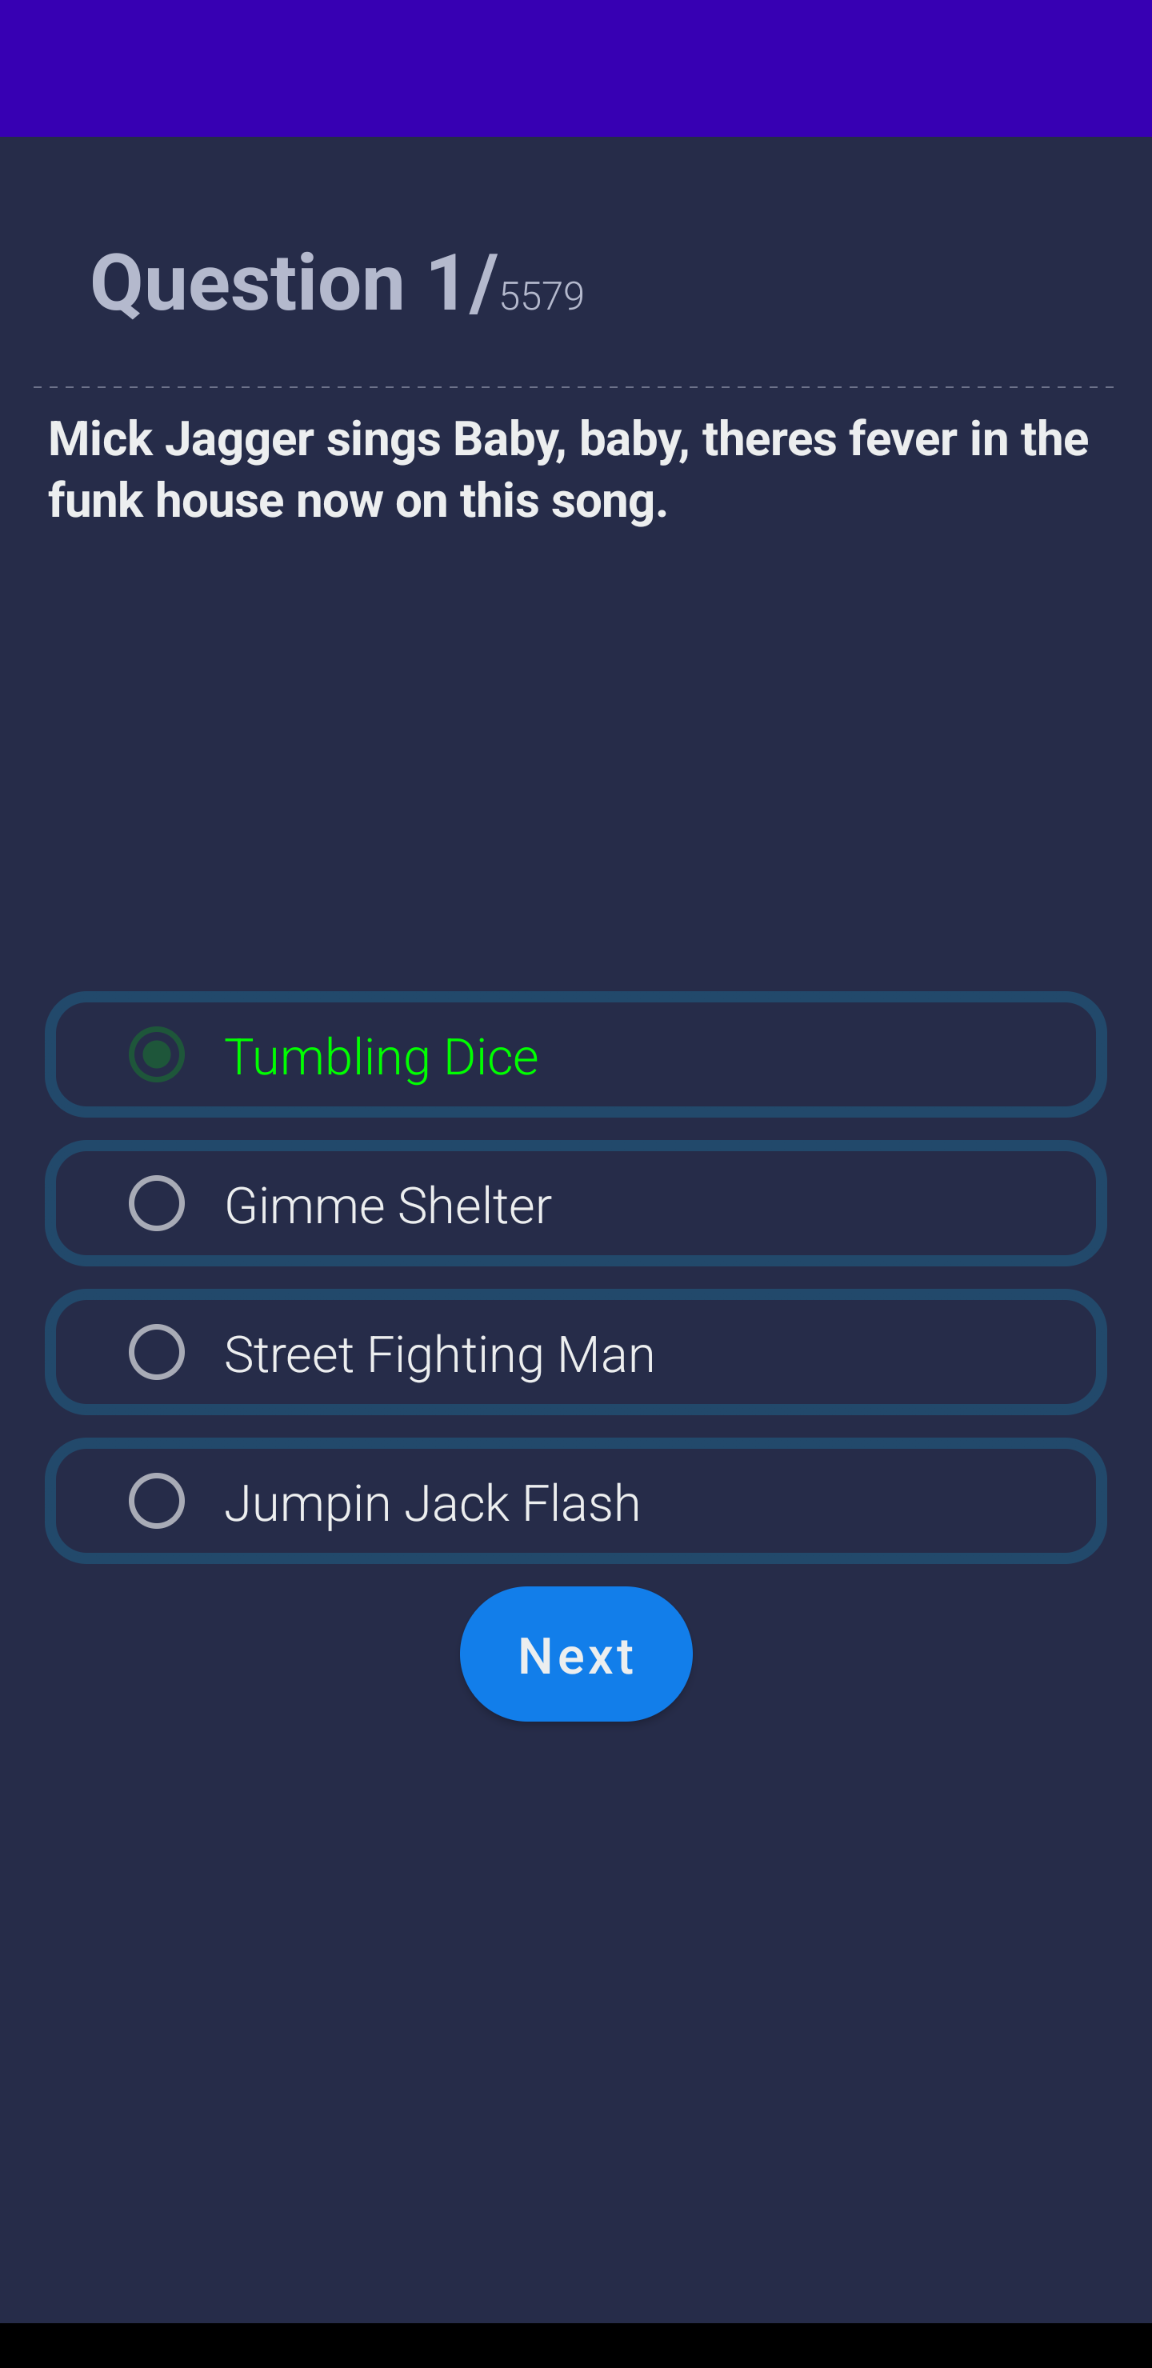 Question 1/5579
Mick Jagger sings Baby, baby, theres fever in the
funk house now on this song.
Tumbling Dice
Gimme Shelter
Street Fighting Man
Jumpin Jack Flash
Next